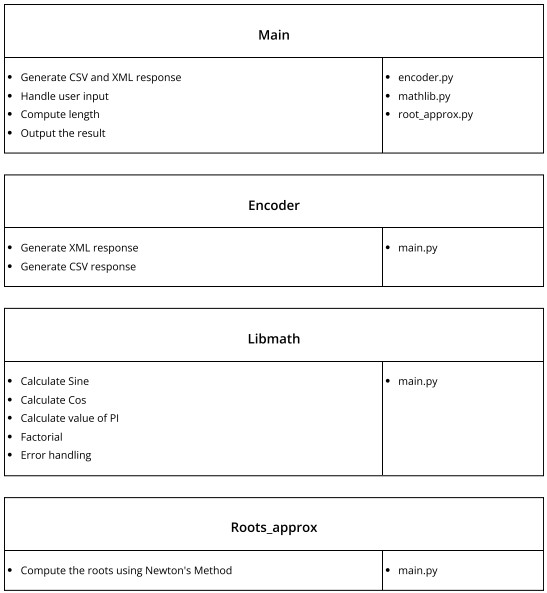 Main
Generate CSV and XML response
Handle user input
Compute length
Output the result
encoder.py
mathlib.py
root_approx.py
Encoder
Generate XML response
Generate CSV response
main.py
Libmath
Calculate Sine
Calculate Cos
Calculate value of PI
Factorial
Error handling
main.py
Roots_approx
Compute the roots using Newton's Method
main.py